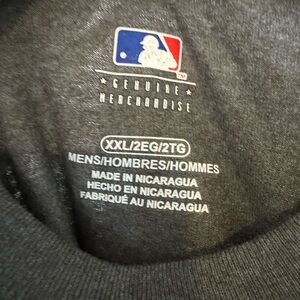 GENUINE
MERCHANDISE
XXL/2EG/2TG
MENS/HOMBRES/HOMMES
MADE IN NICARAGUA
HECHO EN NICARAGUA
FABRIQUÉ AU NICARAGUA